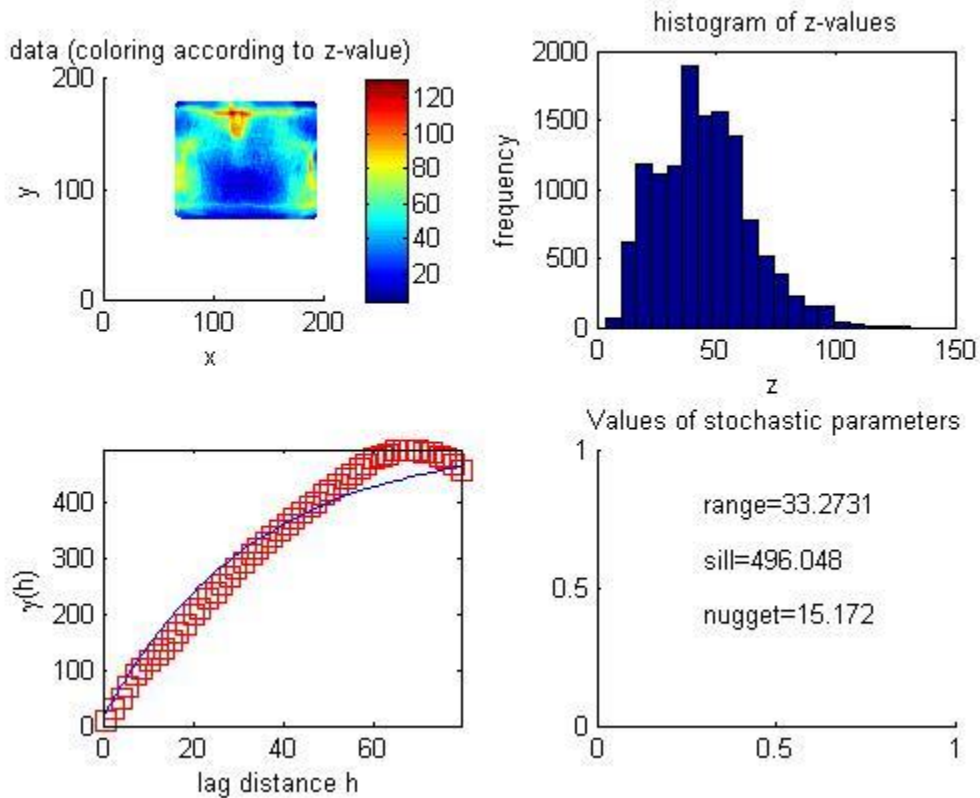 data (coloring according to z-value)
200
100
0
y
0 100 200
x
120
100
80
60
40
20
histogram of z-values
2000
1500
1000
500
0
frequency
0 50 100 150
z
400
300
200
100
0
γ(h)
0 20 40 60
lag distance h
Values of stochastic parameters
1
0.5
0
range=33.2731
sill=496.048
nugget=15.172
0 0.5 1